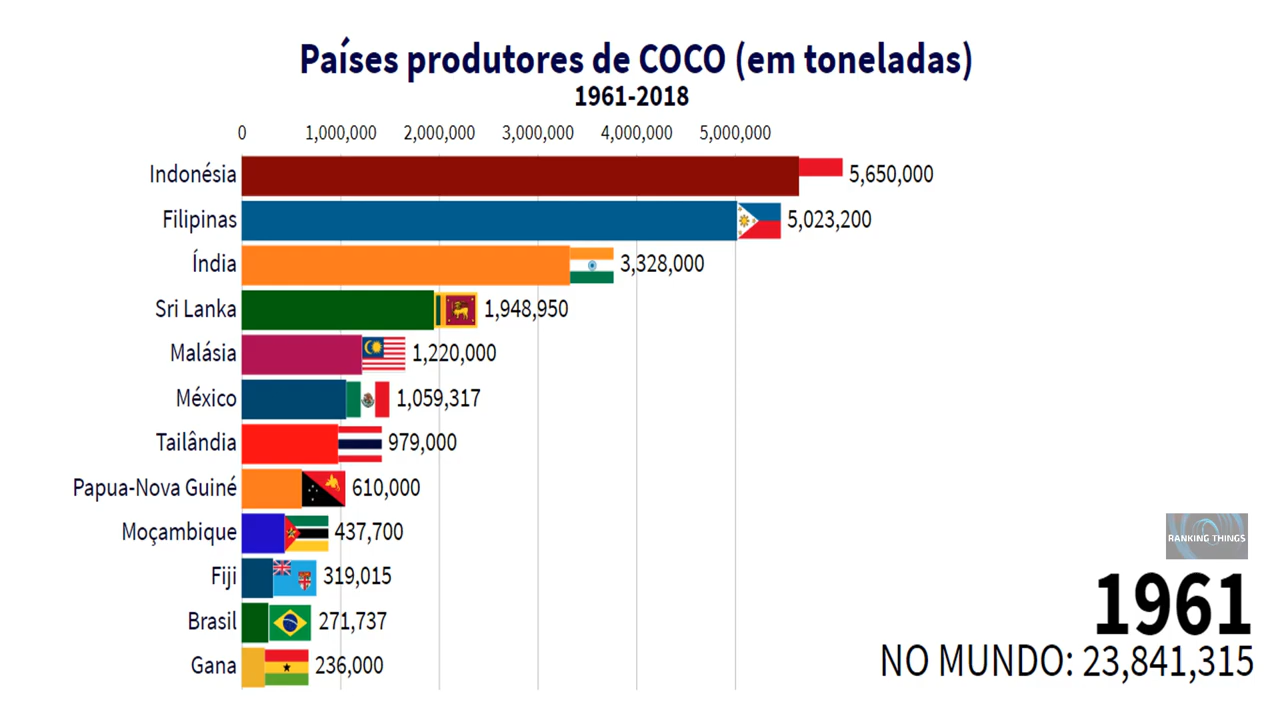 Países produtores de COCO (em toneladas)
1961-2018
0 1,000,000 2,000,000 3,000,000 4,000,000 5,000,000
Indonésia 5,650,000
Filipinas 5,023,200
Índia 3,328,000
Sri Lanka 1,948,950
Malásia 1,220,000
México 1,059,317
Tailândia 979,000
Papua-Nova Guiné 610,000
Moçambique 437,700
Fiji 319,015
Brasil 271,737
Gana 236,000
RANKING THINGS
1961
NO MUNDO: 23,841,315